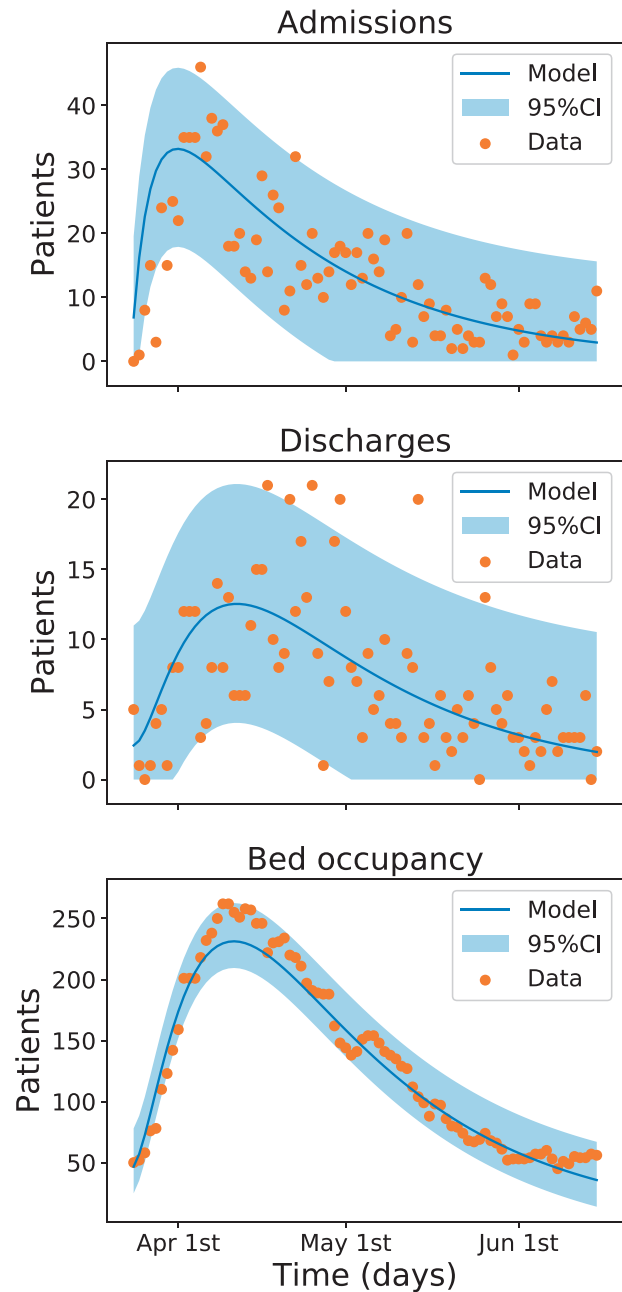 Admissions
Patients
40
30
20
10
0
Model
95%CI
Data
Discharges
Patients
20
15
10
5
0
Model
95%CI
Data
Bed occupancy
Patients
250
200
150
100
50
Model
95%CI
Data
Apr 1st May 1st Jun 1st
Time (days)